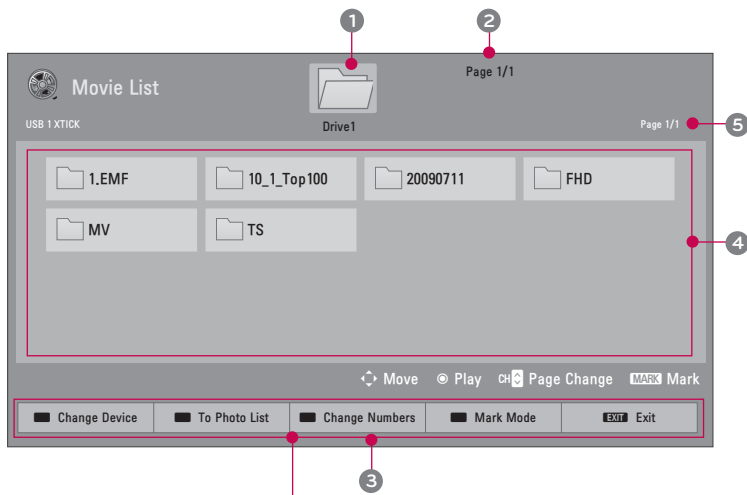 1
2
Movie List
Page 1/1
USB 1 XTICK
Drive1
Page 1/1
5
1.EMF
10_1_Top100
20090711
FHD
MV
TS
4
Move
Play
CH Page Change
MARK Mark
Change Device
To Photo List
Change Numbers
Mark Mode
EXIT Exit
3